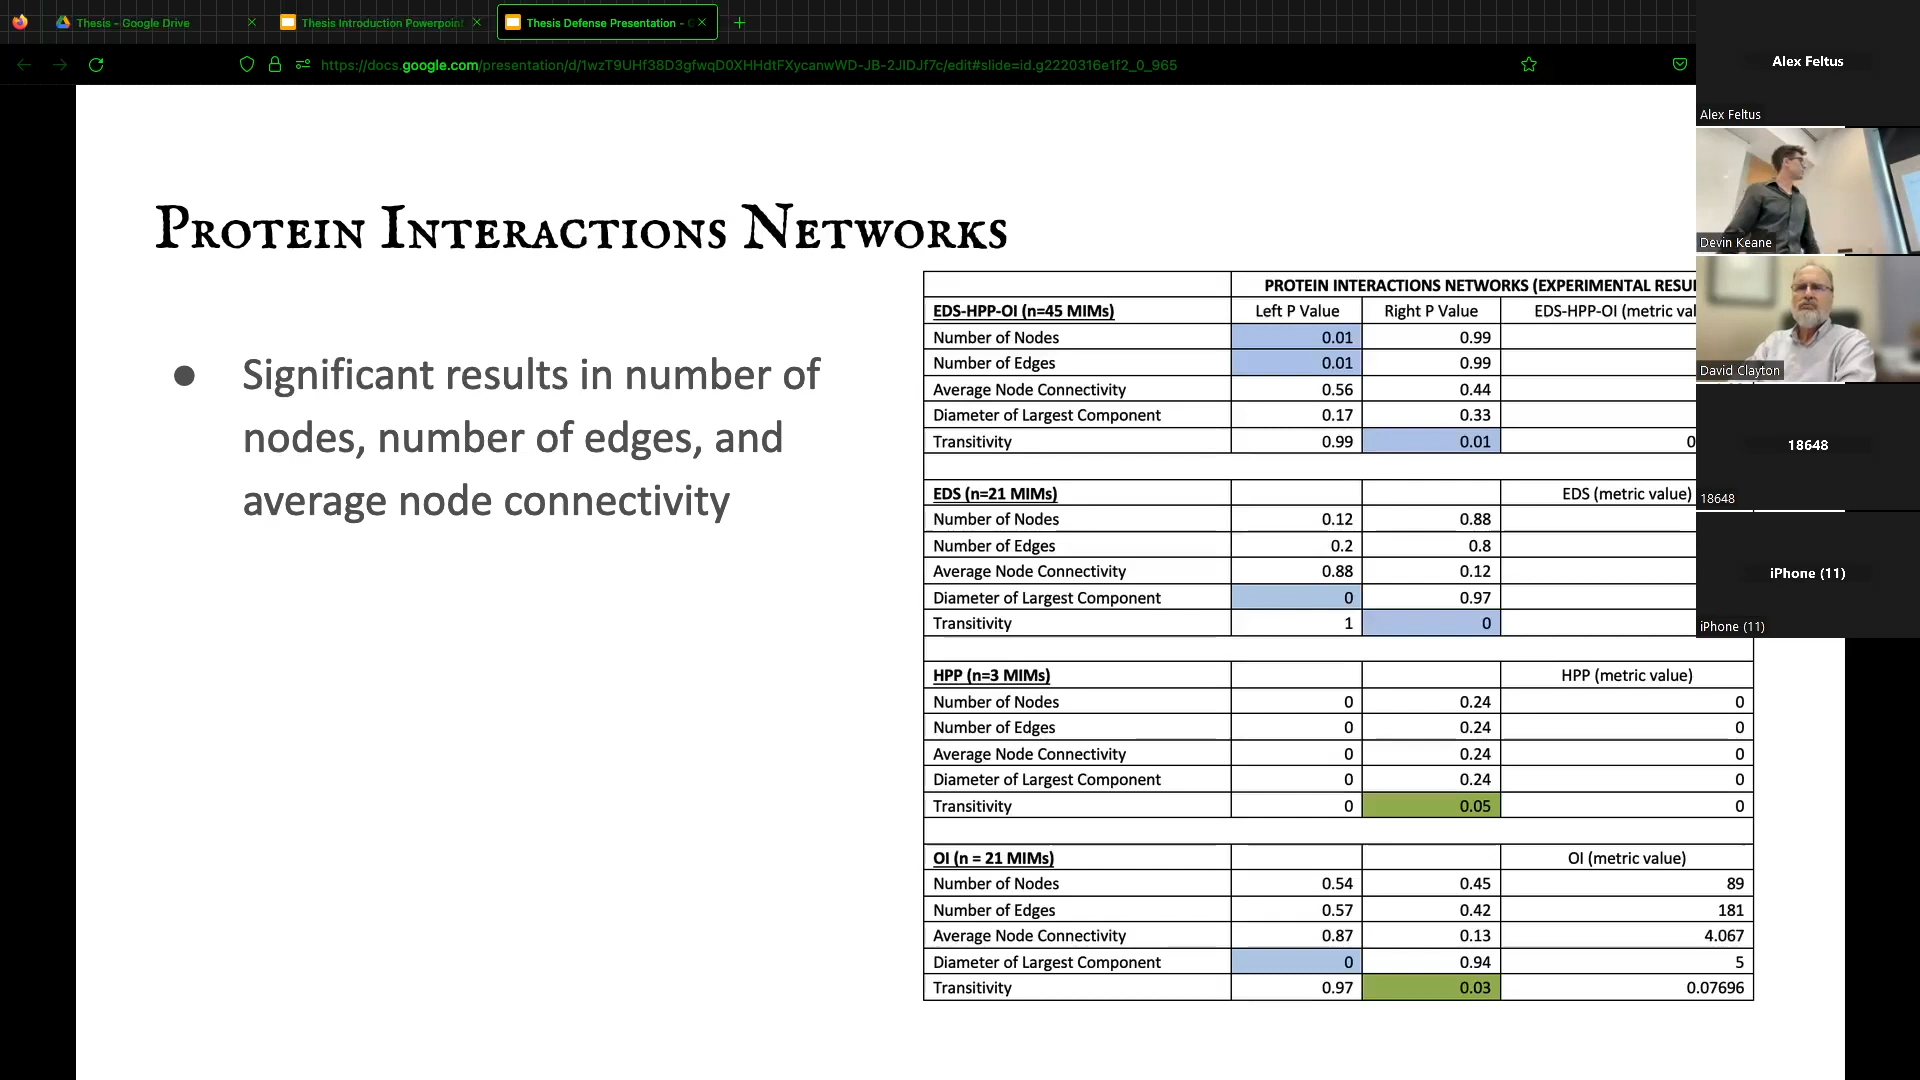 Thesis - Google Drive
Thesis Introduction Powerpoint
Thesis Defense Presentation -
https://docs.google.com/presentation/d/1wzT9UHf38D3gfwqD0XHHdtFXycanwWD-JB-2JIDJf7c/edit#slide=id.g2220316e1f2_0_965
Protein Interactions Networks
● Significant results in number of
nodes, number of edges, and
average node connectivity
PROTEIN INTERACTIONS NETWORKS (EXPERIMENTAL RESU
EDS-HPP-OI (n=45 MIMs) Left P Value Right P Value EDS-HPP-OI (metric val
Number of Nodes 0.01 0.99
Number of Edges 0.01 0.99
Average Node Connectivity 0.56 0.44
Diameter of Largest Component 0.17 0.33
Transitivity 0.99 0.01 0
EDS (n=21 MIMs) EDS (metric value)
Number of Nodes 0.12 0.88
Number of Edges 0.2 0.8
Average Node Connectivity 0.88 0.12
Diameter of Largest Component 0 0.97
Transitivity 1 0
HPP (n=3 MIMs) HPP (metric value)
Number of Nodes 0 0.24 0
Number of Edges 0 0.24 0
Average Node Connectivity 0 0.24 0
Diameter of Largest Component 0 0.24 0
Transitivity 0 0.05 0
OI (n = 21 MIMs) OI (metric value)
Number of Nodes 0.54 0.45 89
Number of Edges 0.57 0.42 181
Average Node Connectivity 0.87 0.13 4.067
Diameter of Largest Component 0 0.94 5
Transitivity 0.97 0.03 0.07696
Alex Feltus
Alex Feltus
Devin Keane
David Clayton
18648
18648
iPhone (11)
iPhone (11)